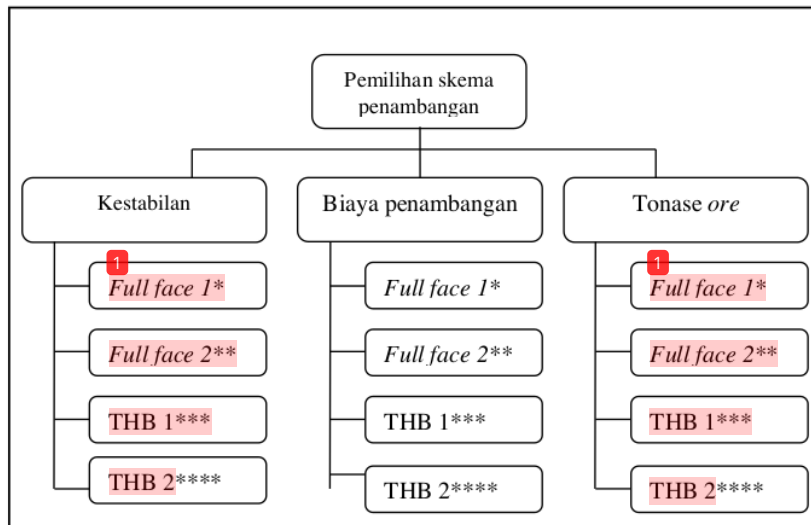 Pemilihan skema
penambangan
Kestabilan
Biaya penambangan
Tonase ore
1
Full face 1*
Full face 2**
THB 1***
THB 2****
Full face 1*
Full face 2**
THB 1***
THB 2****
1
Full face 1*
Full face 2**
THB 1***
THB 2****